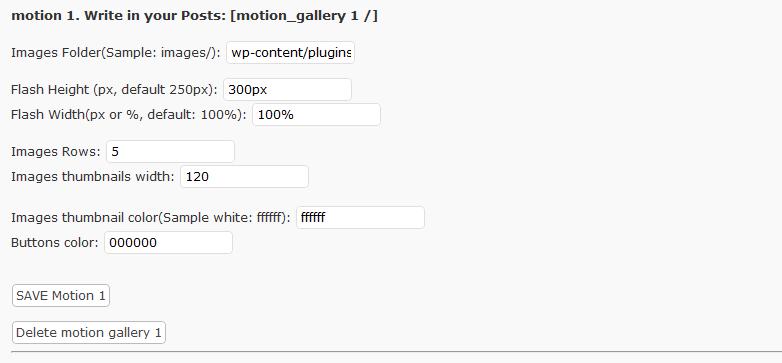 motion 1. Write in your Posts: [motion_gallery 1 /]
Images Folder(Sample: images/): wp-content/plugins
Flash Height (px, default 250px): 300px
Flash Width(px or %, default: 100%): 100%
Images Rows: 5
Images thumbnails width: 120
Images thumbnail color(Sample white: ffffff): ffffff
Buttons color: 000000
SAVE Motion 1
Delete motion gallery 1